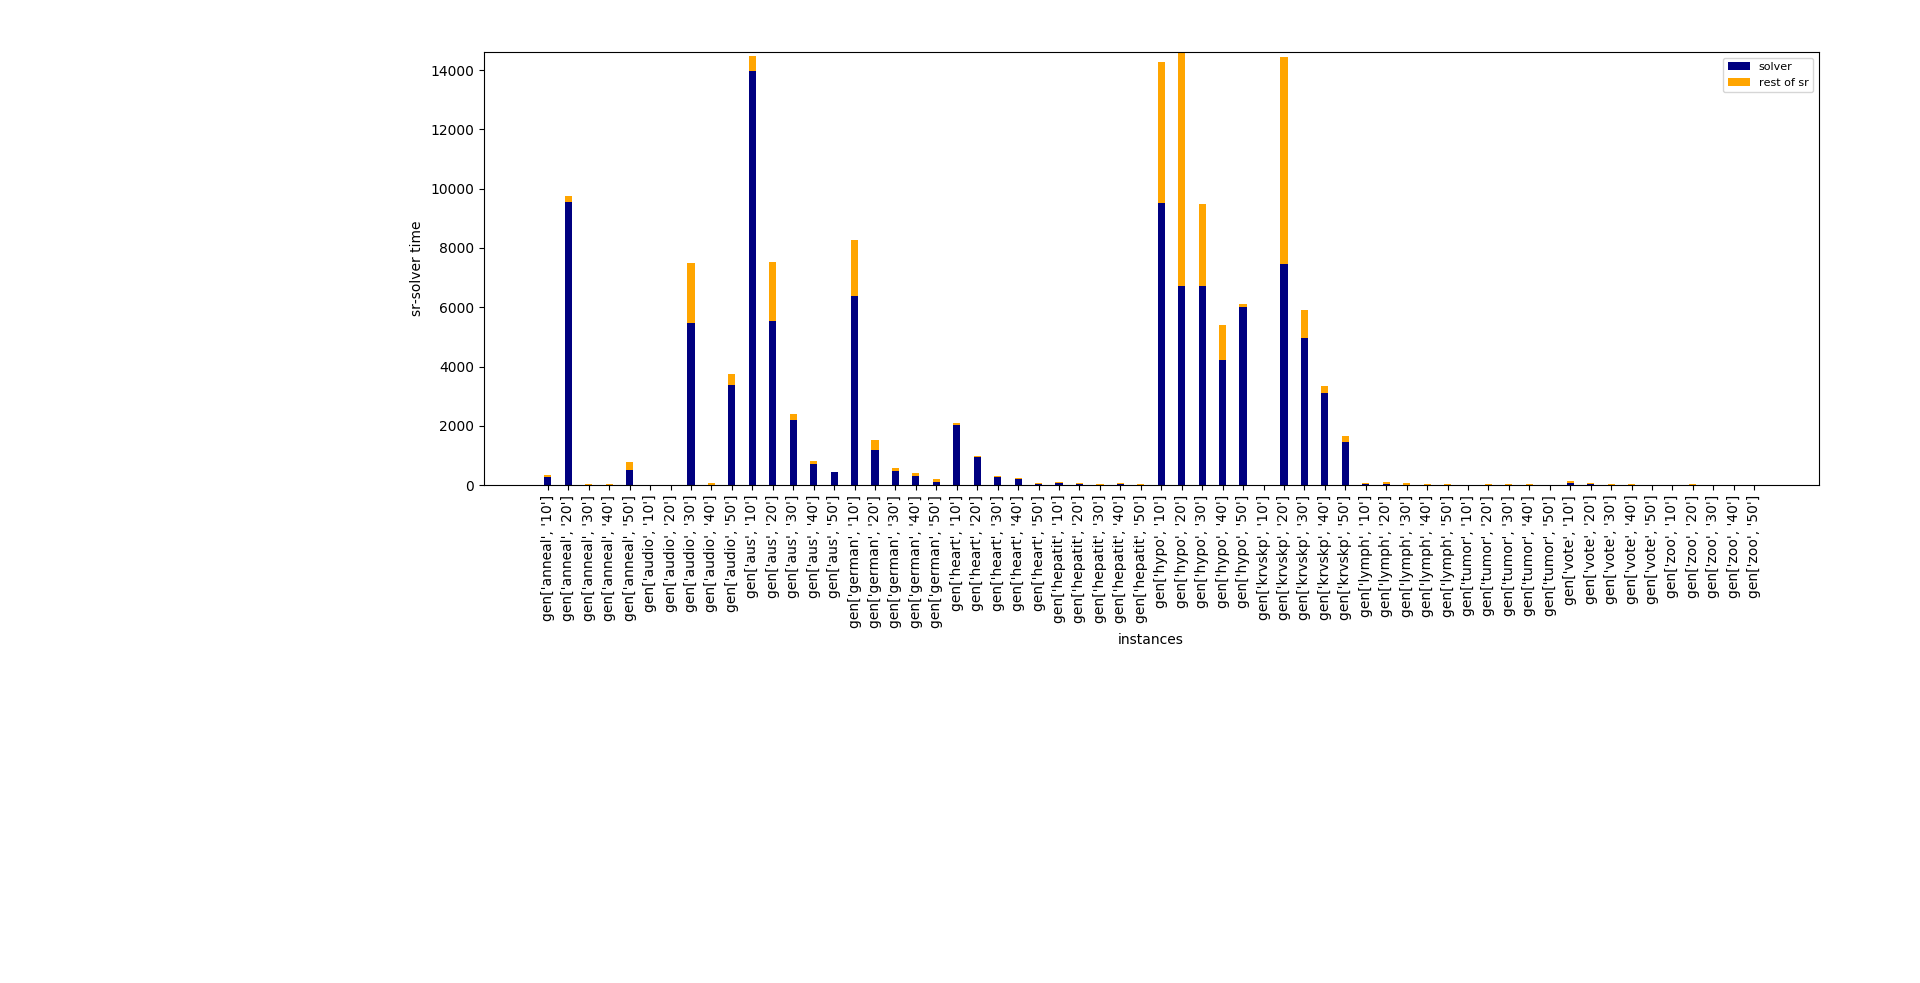 solver
rest of sr
14000
12000
10000
8000
6000
4000
2000
0
sr-solver time
gen['anneal', '10']
gen['anneal', '20']
gen['anneal', '30']
gen['anneal', '40']
gen['anneal', '50']
gen['audio', '10']
gen['audio', '20']
gen['audio', '30']
gen['audio', '40']
gen['audio', '50']
gen['aus', '10']
gen['aus', '20']
gen['aus', '30']
gen['aus', '40']
gen['aus', '50']
gen['german', '10']
gen['german', '20']
gen['german', '30']
gen['german', '40']
gen['german', '50']
gen['heart', '10']
gen['heart', '20']
gen['heart', '30']
gen['heart', '40']
gen['heart', '50']
gen['hepatit', '10']
gen['hepatit', '20']
gen['hepatit', '30']
gen['hepatit', '40']
gen['hepatit', '50']
gen['hypo', '10']
gen['hypo', '20']
gen['hypo', '30']
gen['hypo', '40']
gen['hypo', '50']
gen['krvskp', '10']
gen['krvskp', '20']
gen['krvskp', '30']
gen['krvskp', '40']
gen['krvskp', '50']
gen['lymph', '10']
gen['lymph', '20']
gen['lymph', '30']
gen['lymph', '40']
gen['lymph', '50']
gen['tumor', '10']
gen['tumor', '20']
gen['tumor', '30']
gen['tumor', '40']
gen['tumor', '50']
gen['vote', '10']
gen['vote', '20']
gen['vote', '30']
gen['vote', '40']
gen['vote', '50']
gen['zoo', '10']
gen['zoo', '20']
gen['zoo', '30']
gen['zoo', '40']
gen['zoo', '50']
instances